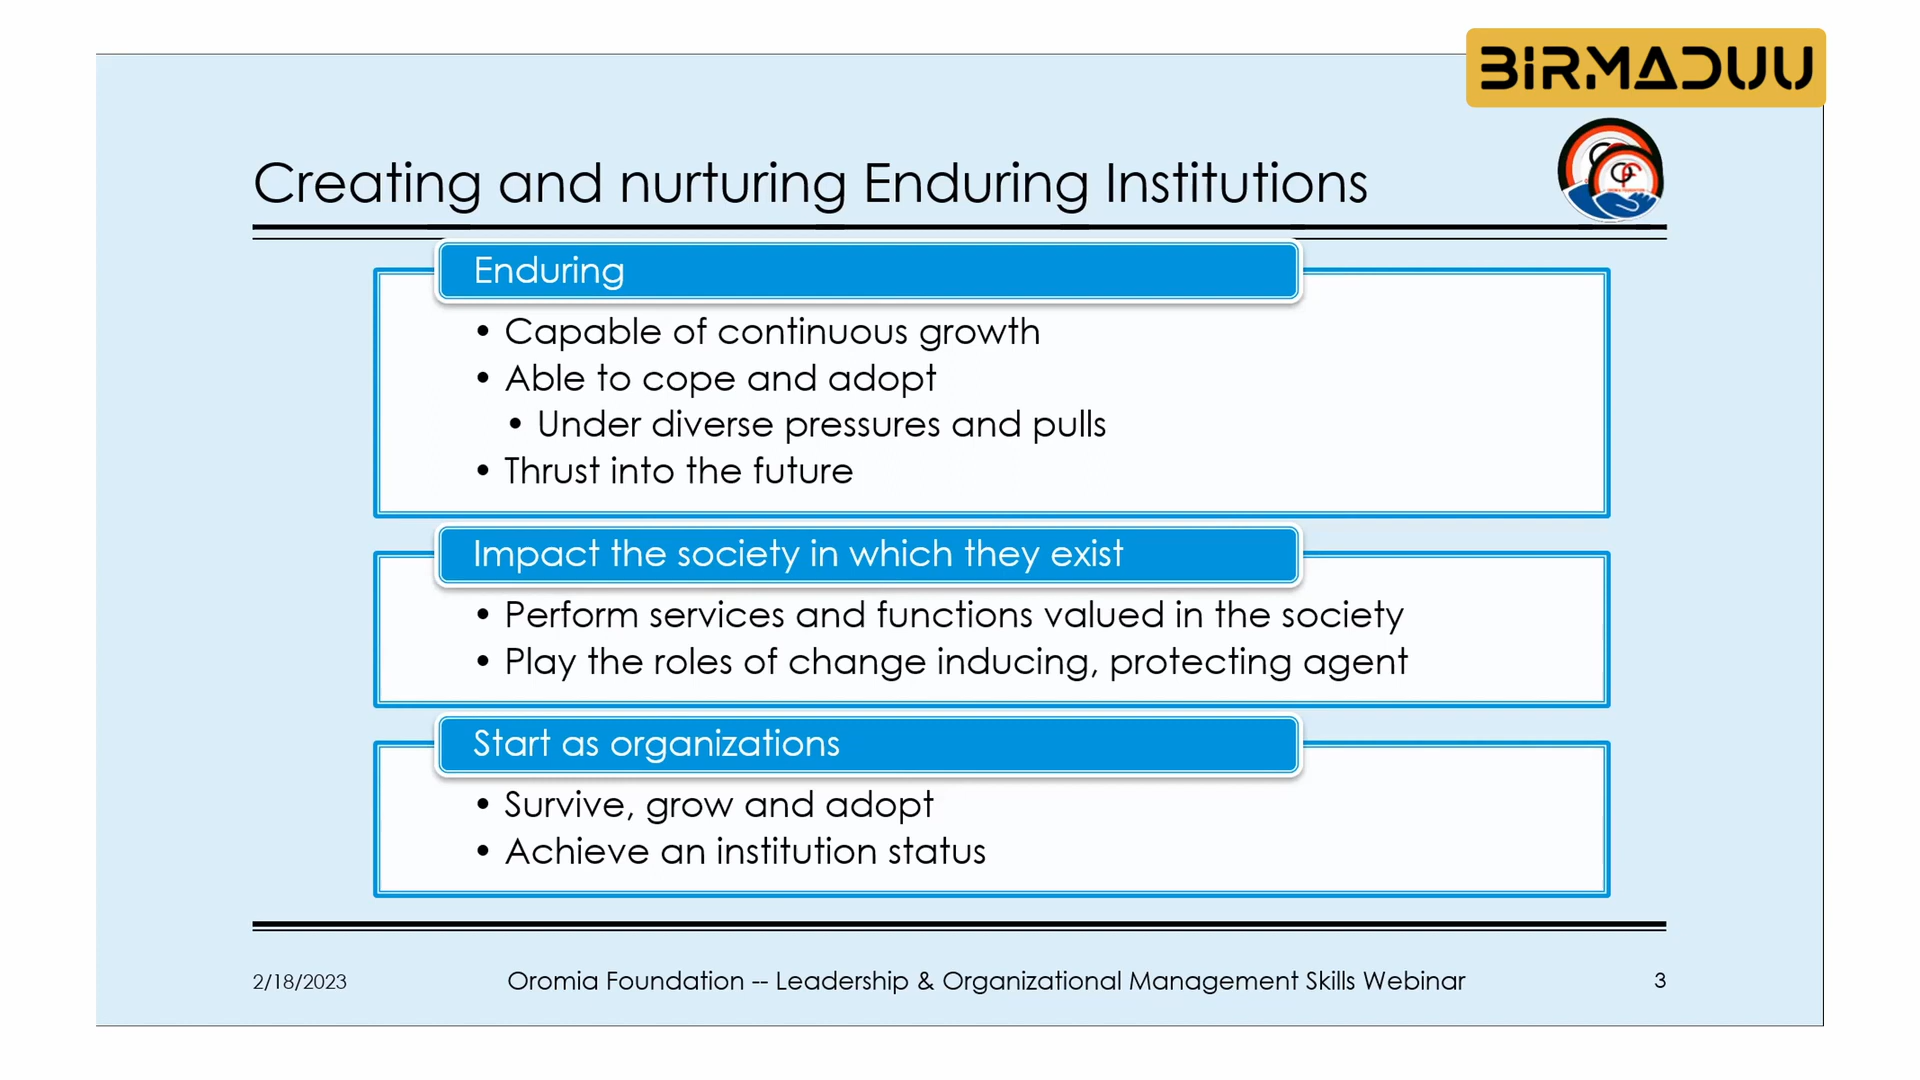 BiRMADUU
Creating and nurturing Enduring Institutions
Enduring
• Capable of continuous growth
• Able to cope and adopt
• Under diverse pressures and pulls
• Thrust into the future
Impact the society in which they exist
• Perform services and functions valued in the society
• Play the roles of change inducing, protecting agent
Start as organizations
• Survive, grow and adopt
• Achieve an institution status
2/18/2023
Oromia Foundation -- Leadership & Organizational Management Skills Webinar
3